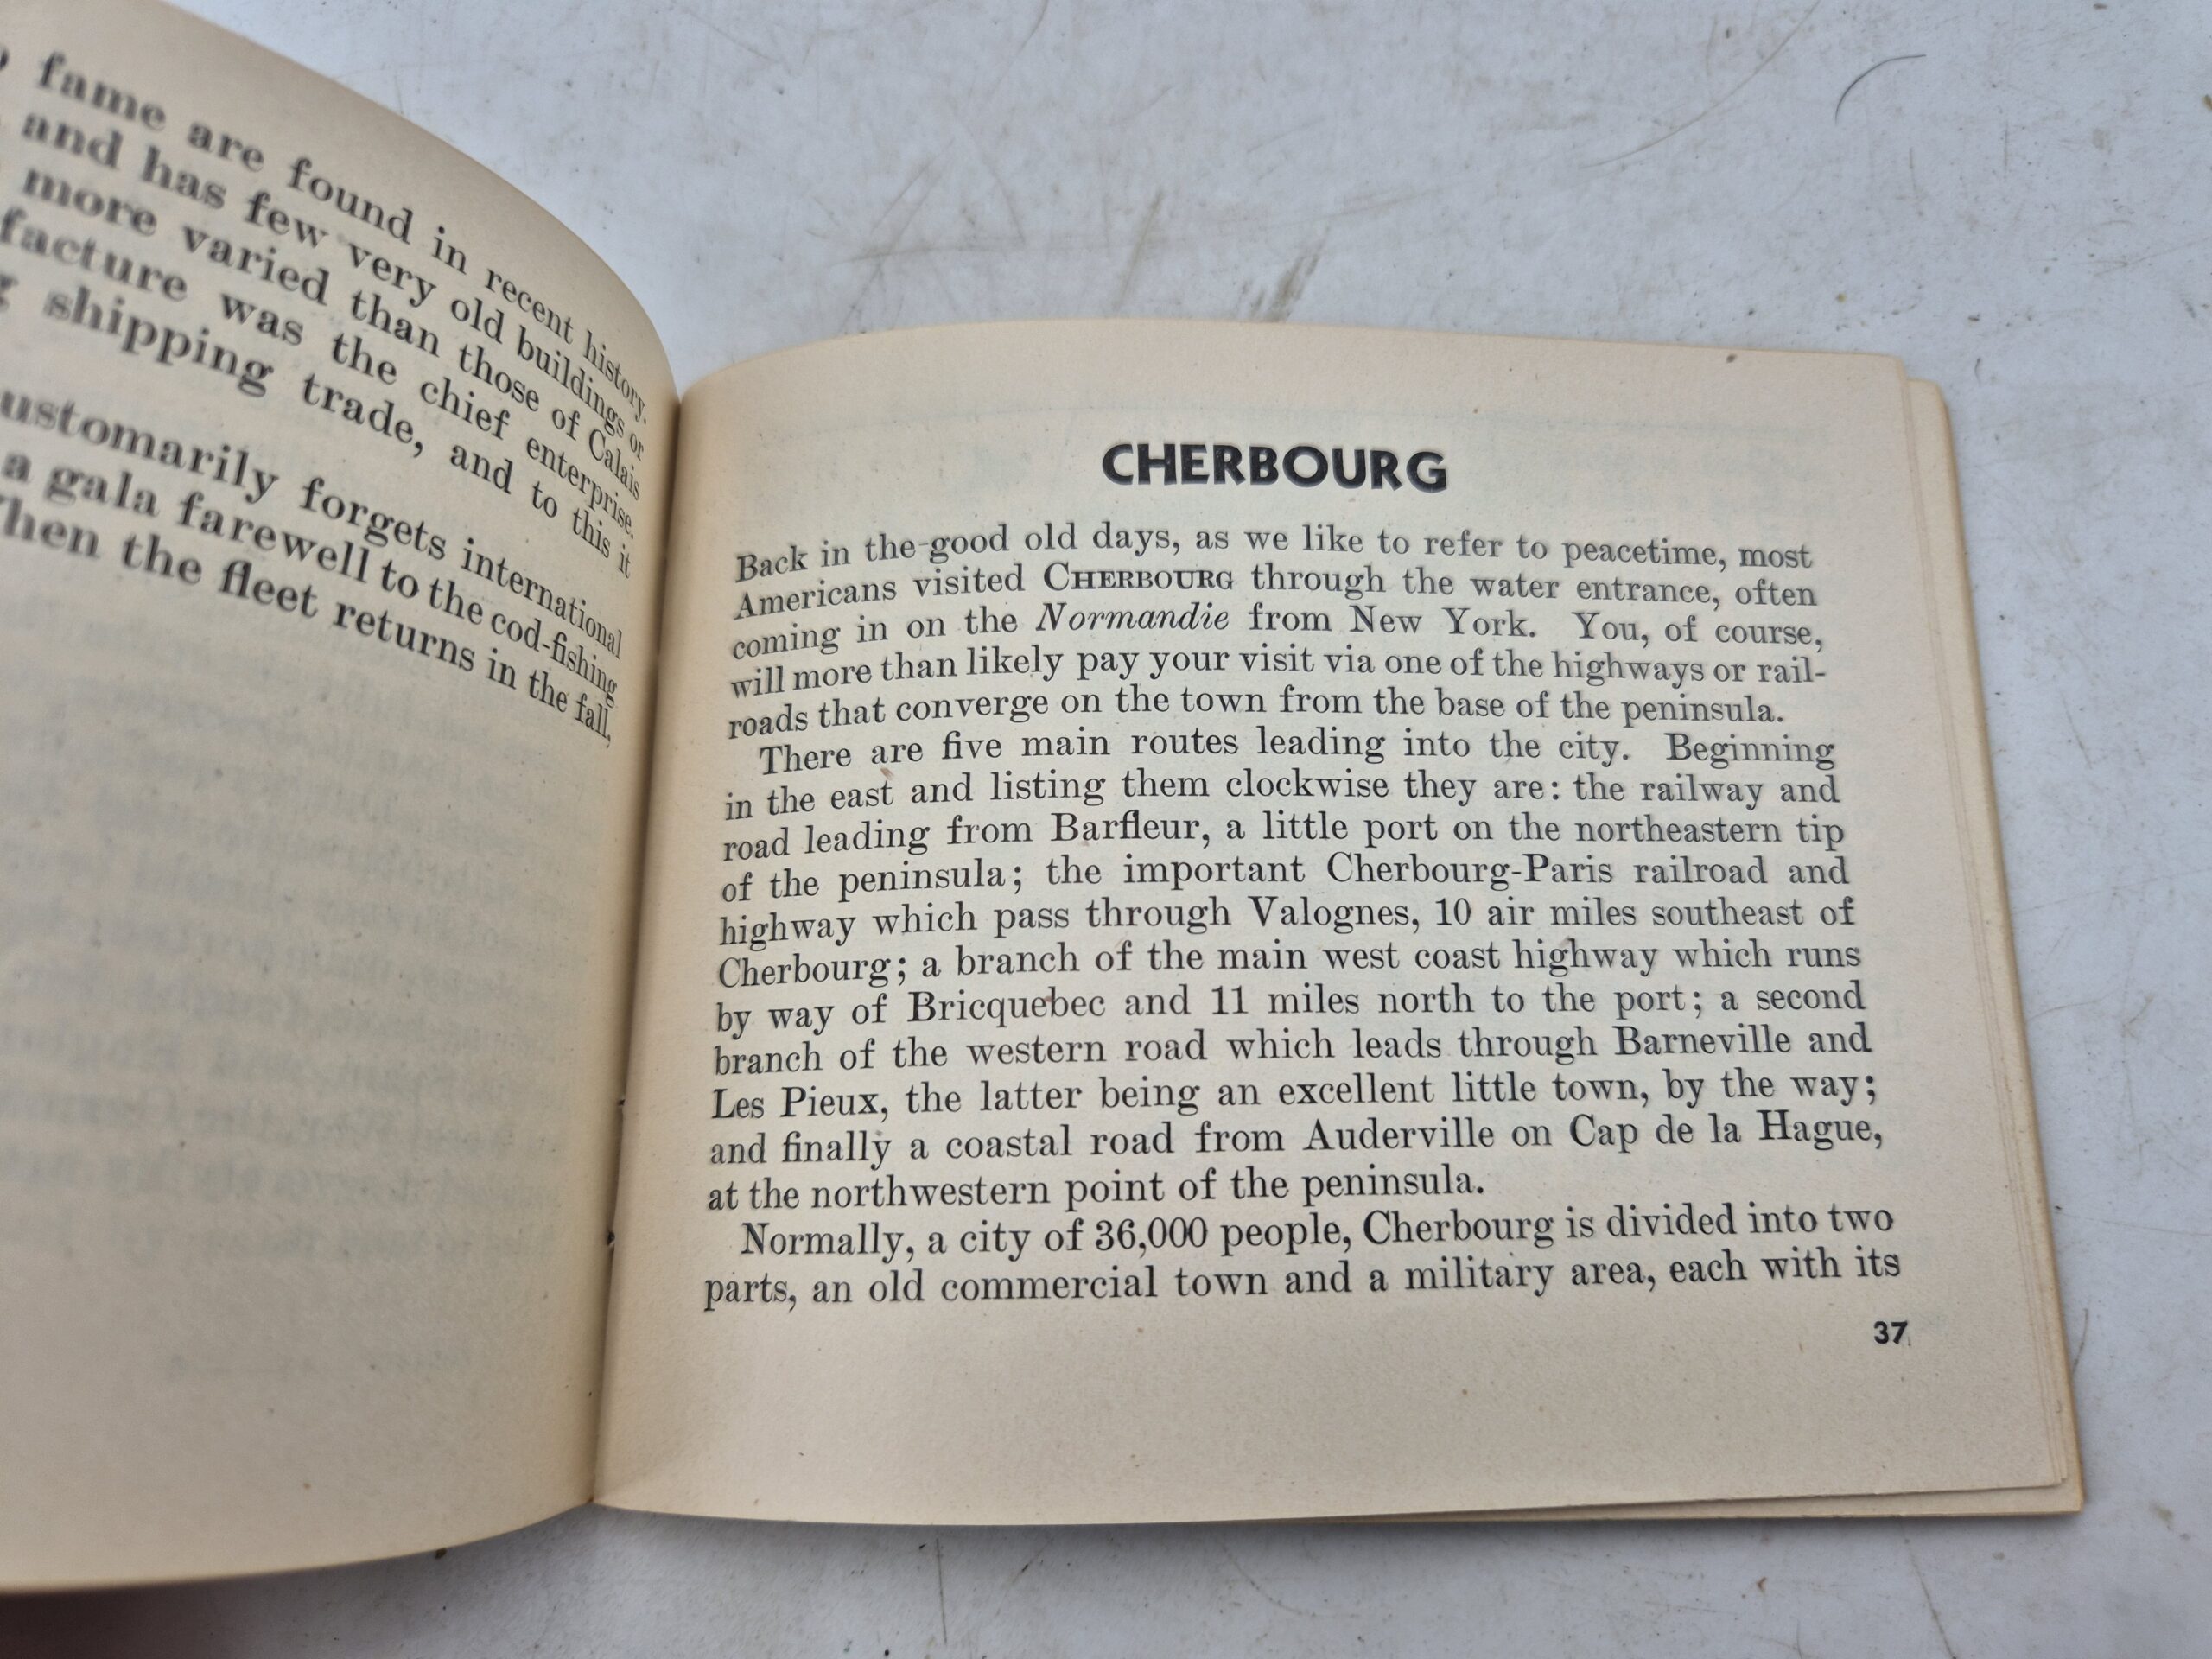 fame are found in recent history.
and has few very old buildings or
more varied than those of Calais
facture was the chief enterprise.
shipping trade, and to this it
ustomarily forgets international
a gala farewell to the cod-fishing
hen the fleet returns in the fall,
CHERBOURG
Back in the good old days, as we like to refer to peacetime, most
Americans visited CHERBOURG through the water entrance, often
coming in on the Normandie from New York. You, of course,
will more than likely pay your visit via one of the highways or rail-
roads that converge on the town from the base of the peninsula.
There are five main routes leading into the city. Beginning
in the east and listing them clockwise they are: the railway and
road leading from Barfleur, a little port on the northeastern tip
of the peninsula; the important Cherbourg-Paris railroad and
highway which pass through Valognes, 10 air miles southeast of
Cherbourg; a branch of the main west coast highway which runs
by way of Bricquebec and 11 miles north to the port; a second
branch of the western road which leads through Barneville and
Les Pieux, the latter being an excellent little town, by the way;
and finally a coastal road from Auderville on Cap de la Hague,
at the northwestern point of the peninsula.
Normally, a city of 36,000 people, Cherbourg is divided into two
parts, an old commercial town and a military area, each with its
37